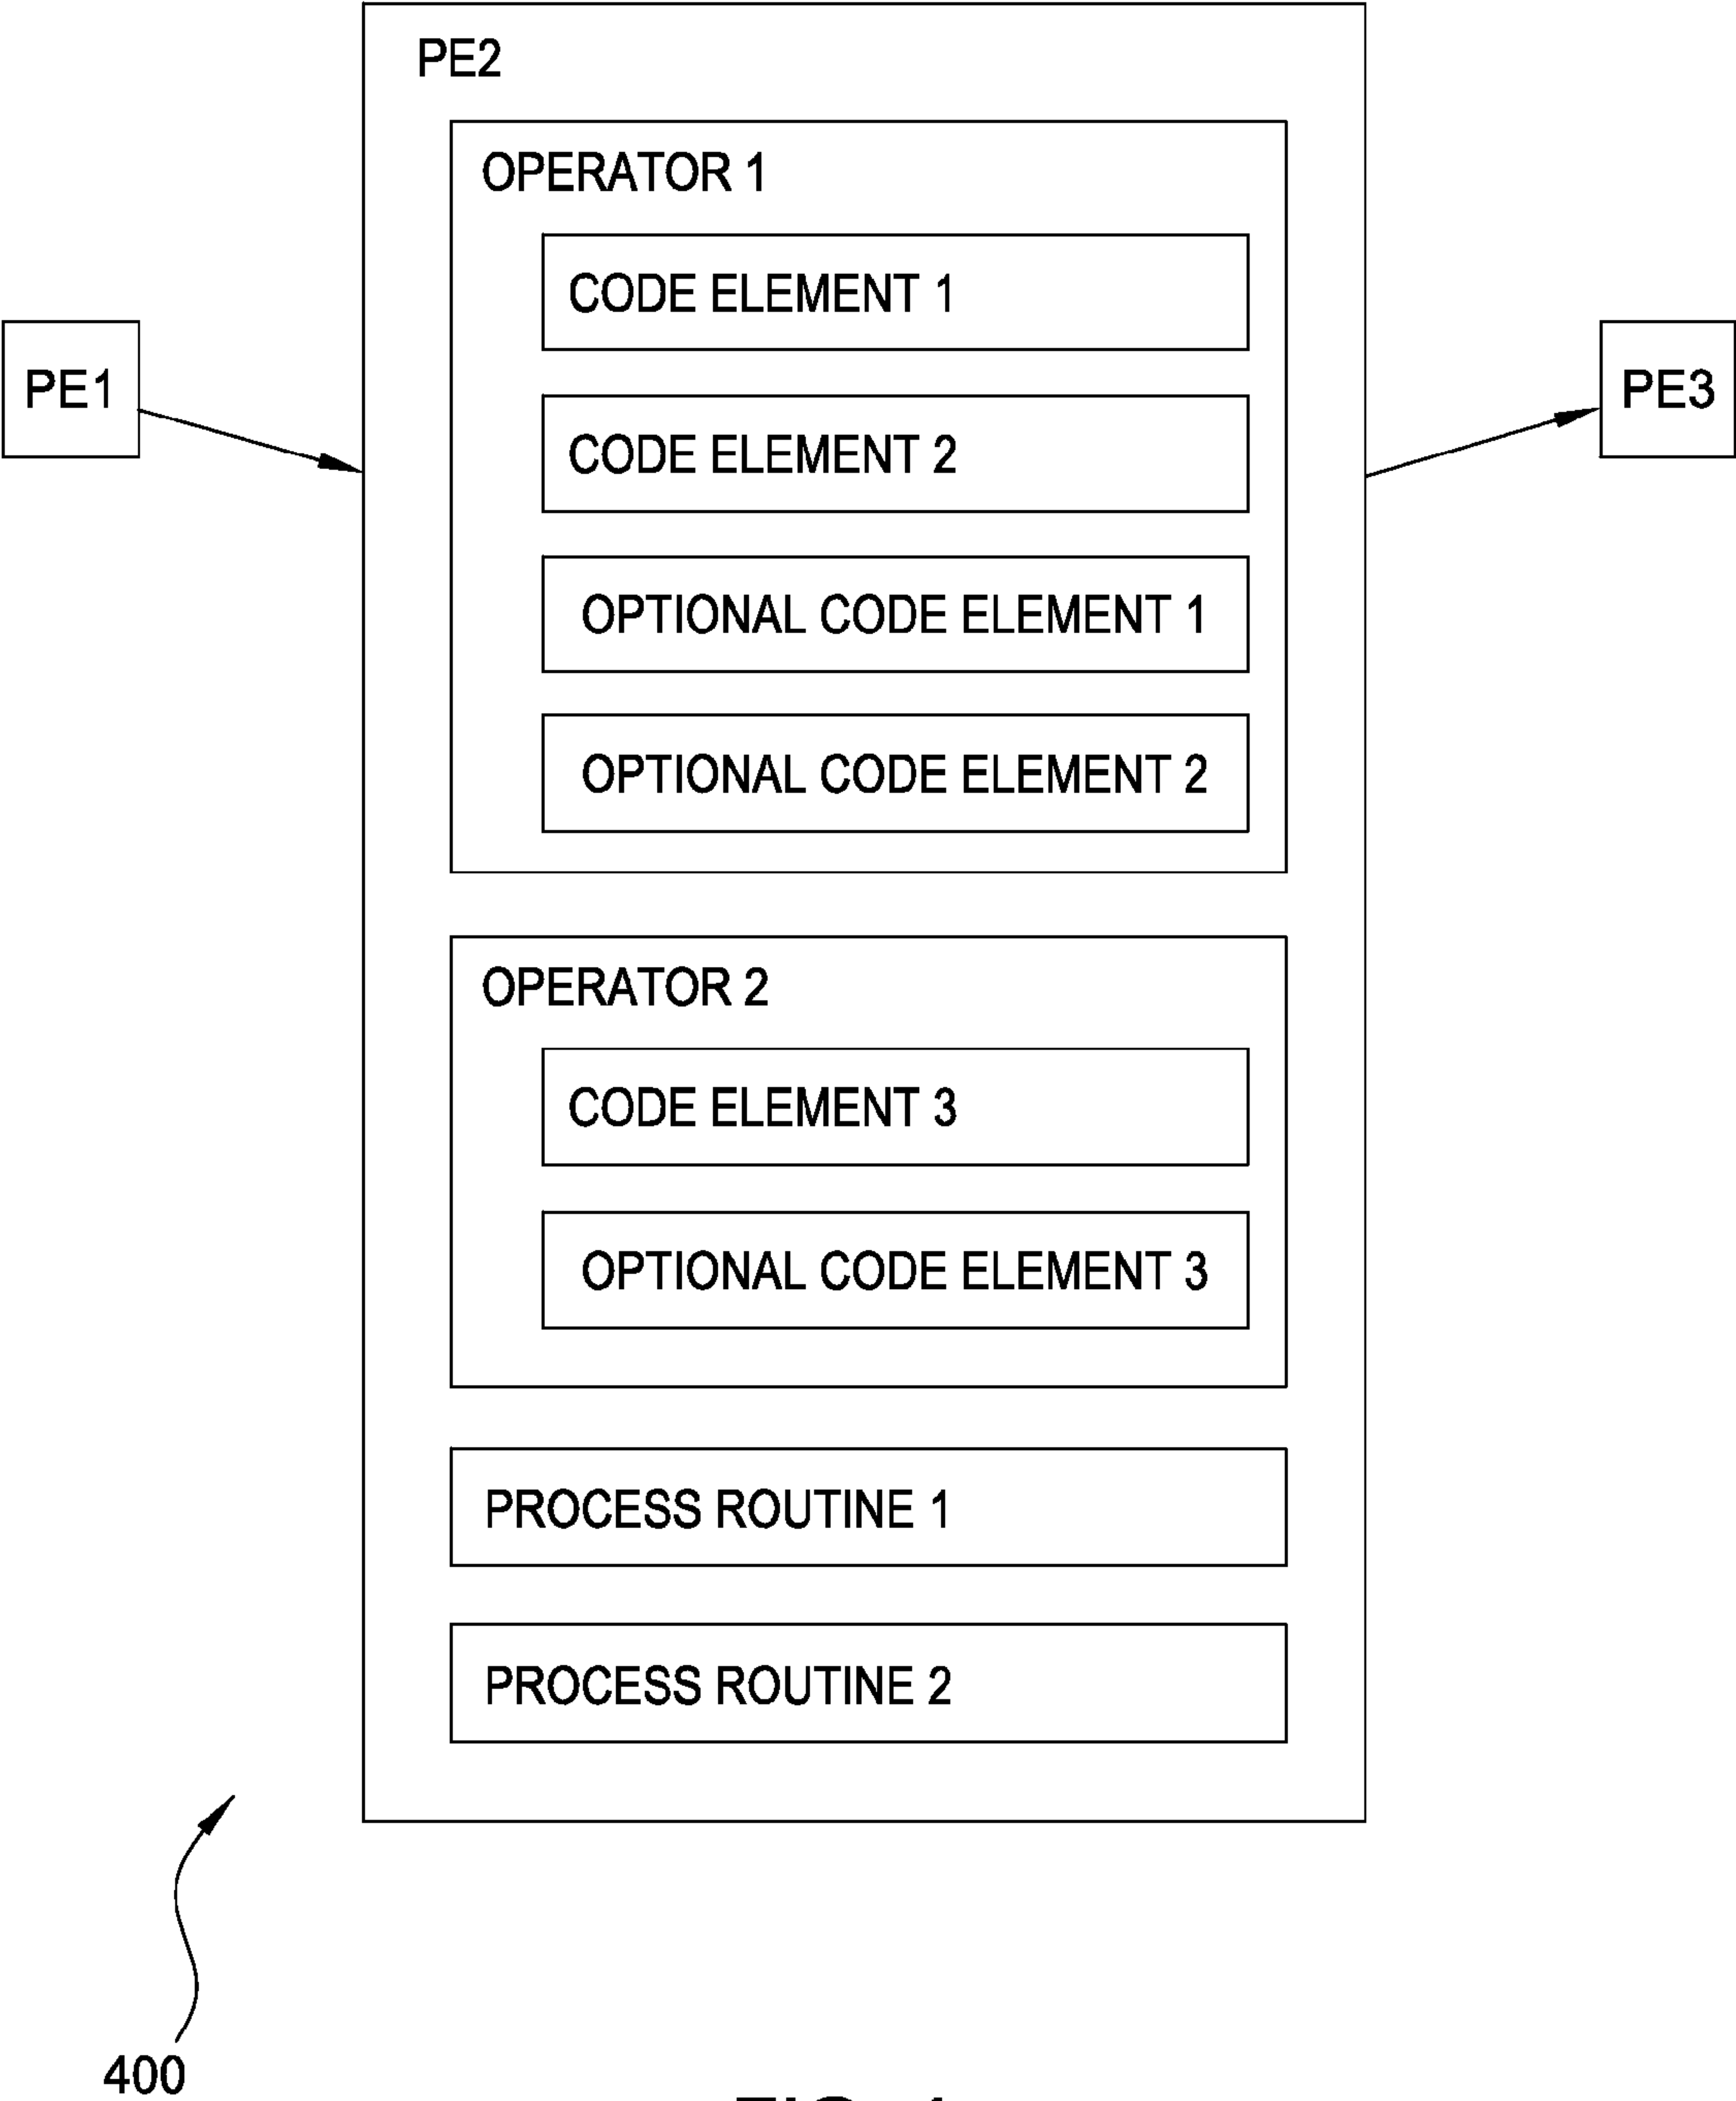 PE2
OPERATOR 1
CODE ELEMENT 1
PE1
PE3
CODE ELEMENT 2
OPTIONAL CODE ELEMENT 1
OPTIONAL CODE ELEMENT 2
OPERATOR 2
CODE ELEMENT 3
OPTIONAL CODE ELEMENT 3
PROCESS ROUTINE 1
PROCESS ROUTINE 2
400